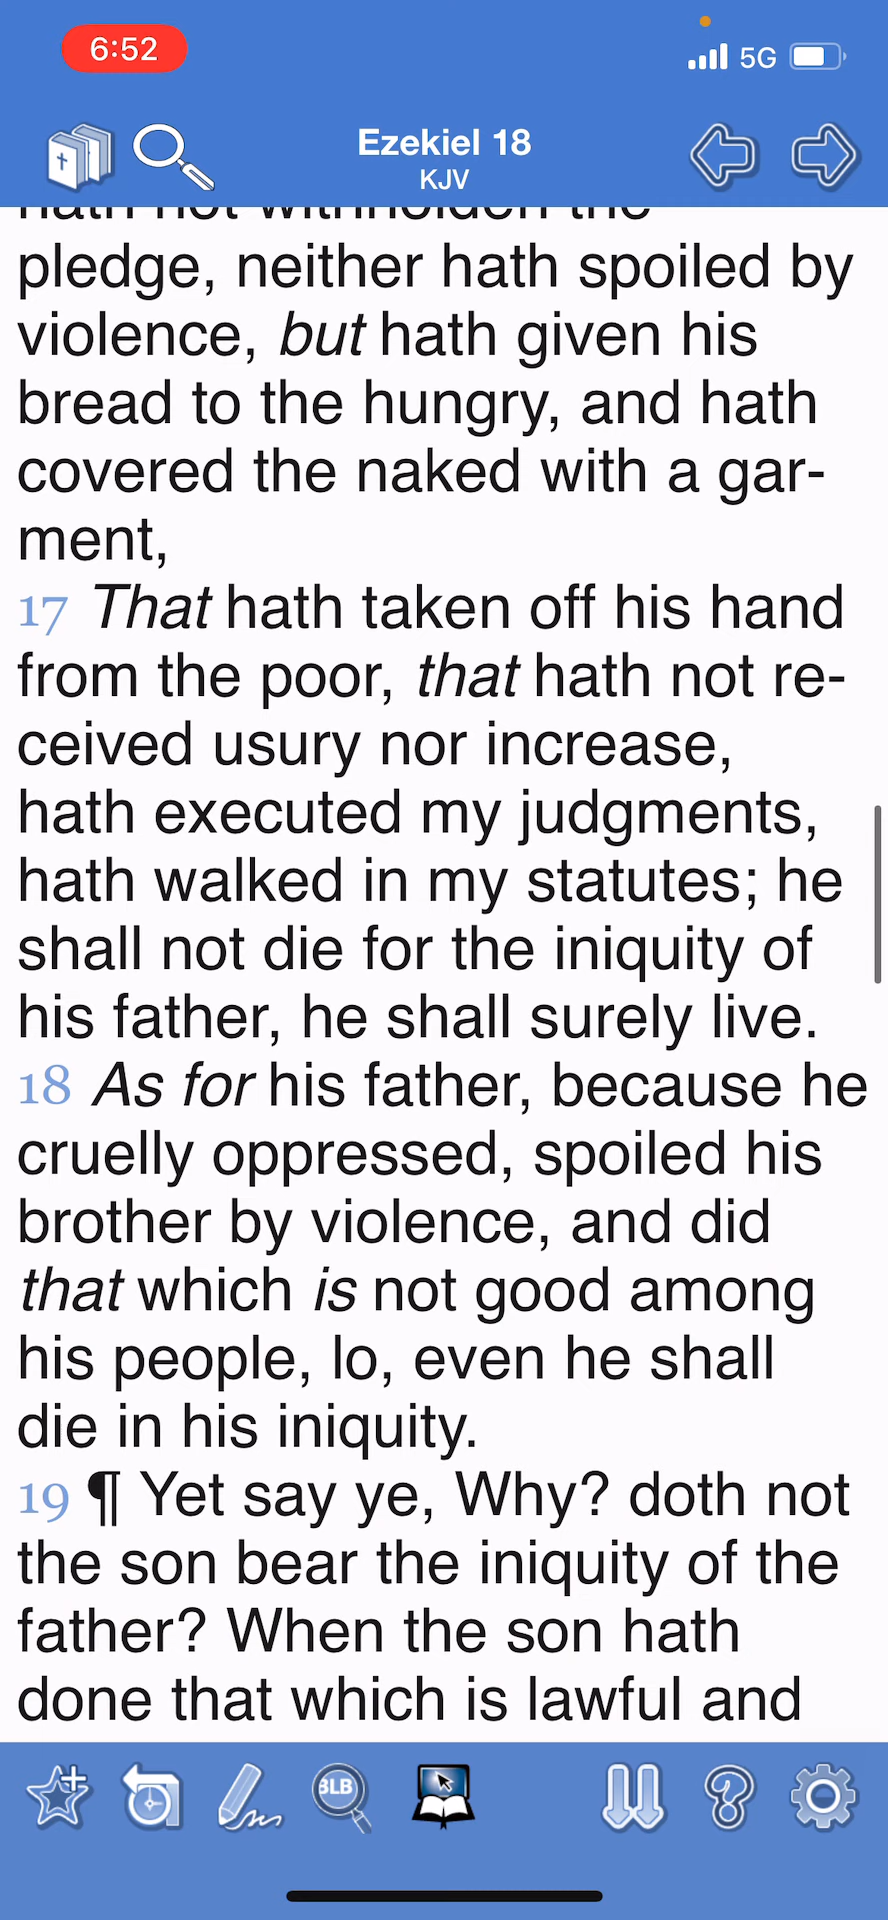 6:52
5G
Ezekiel 18
KJV
hath not withholden the
pledge, neither hath spoiled by
violence, but hath given his
bread to the hungry, and hath
covered the naked with a gar-
ment,
17 That hath taken off his hand
from the poor, that hath not re-
ceived usury nor increase,
hath executed my judgments,
hath walked in my statutes; he
shall not die for the iniquity of
his father, he shall surely live.
18 As for his father, because he
cruelly oppressed, spoiled his
brother by violence, and did
that which is not good among
his people, lo, even he shall
die in his iniquity.
19 ¶ Yet say ye, Why? doth not
the son bear the iniquity of the
father? When the son hath
done that which is lawful and
BLB